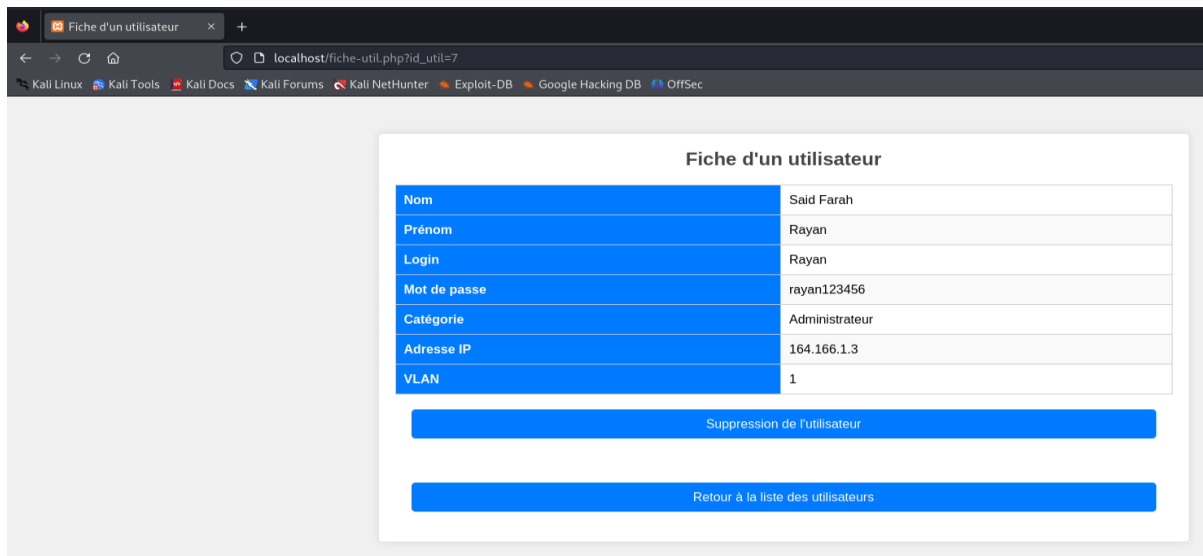 Fiche d'un utilisateur
localhost/fiche-util.php?id_util=7
Kali Linux Kali Tools Kali Docs Kali Forums Kali NetHunter Exploit-DB Google Hacking DB OffSec
Fiche d'un utilisateur
Nom Said Farah
Prénom Rayan
Login Rayan
Mot de passe rayan123456
Catégorie Administrateur
Adresse IP 164.166.1.3
VLAN 1
Suppression de l'utilisateur
Retour à la liste des utilisateurs